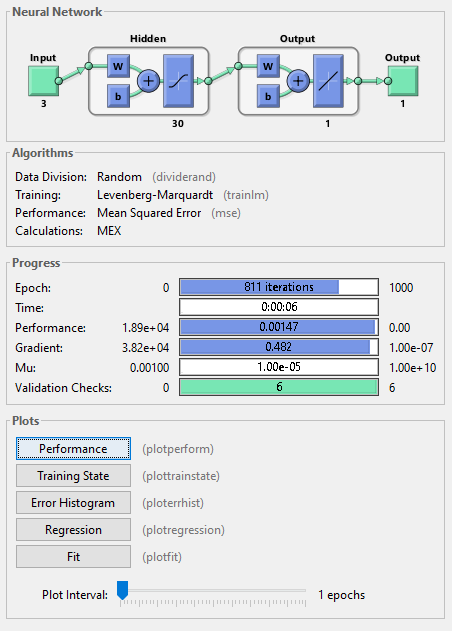 Neural Network
Hidden Output
Input Output
W W
b b
3 1
30 1
Algorithms
Data Division: Random (dividerand)
Training: Levenberg-Marquardt (trainlm)
Performance: Mean Squared Error (mse)
Calculations: MEX
Progress
Epoch: 0 811 iterations 1000
Time: 0:00:06
Performance: 1.89e+04 0.00147 0.00
Gradient: 3.82e+04 0.482 1.00e-07
Mu: 0.00100 1.00e-05 1.00e+10
Validation Checks: 0 6 6
Plots
Performance (plotperform)
Training State (plottrainstate)
Error Histogram (ploterrhist)
Regression (plotregression)
Fit (plotfit)
Plot Interval: 1 epochs